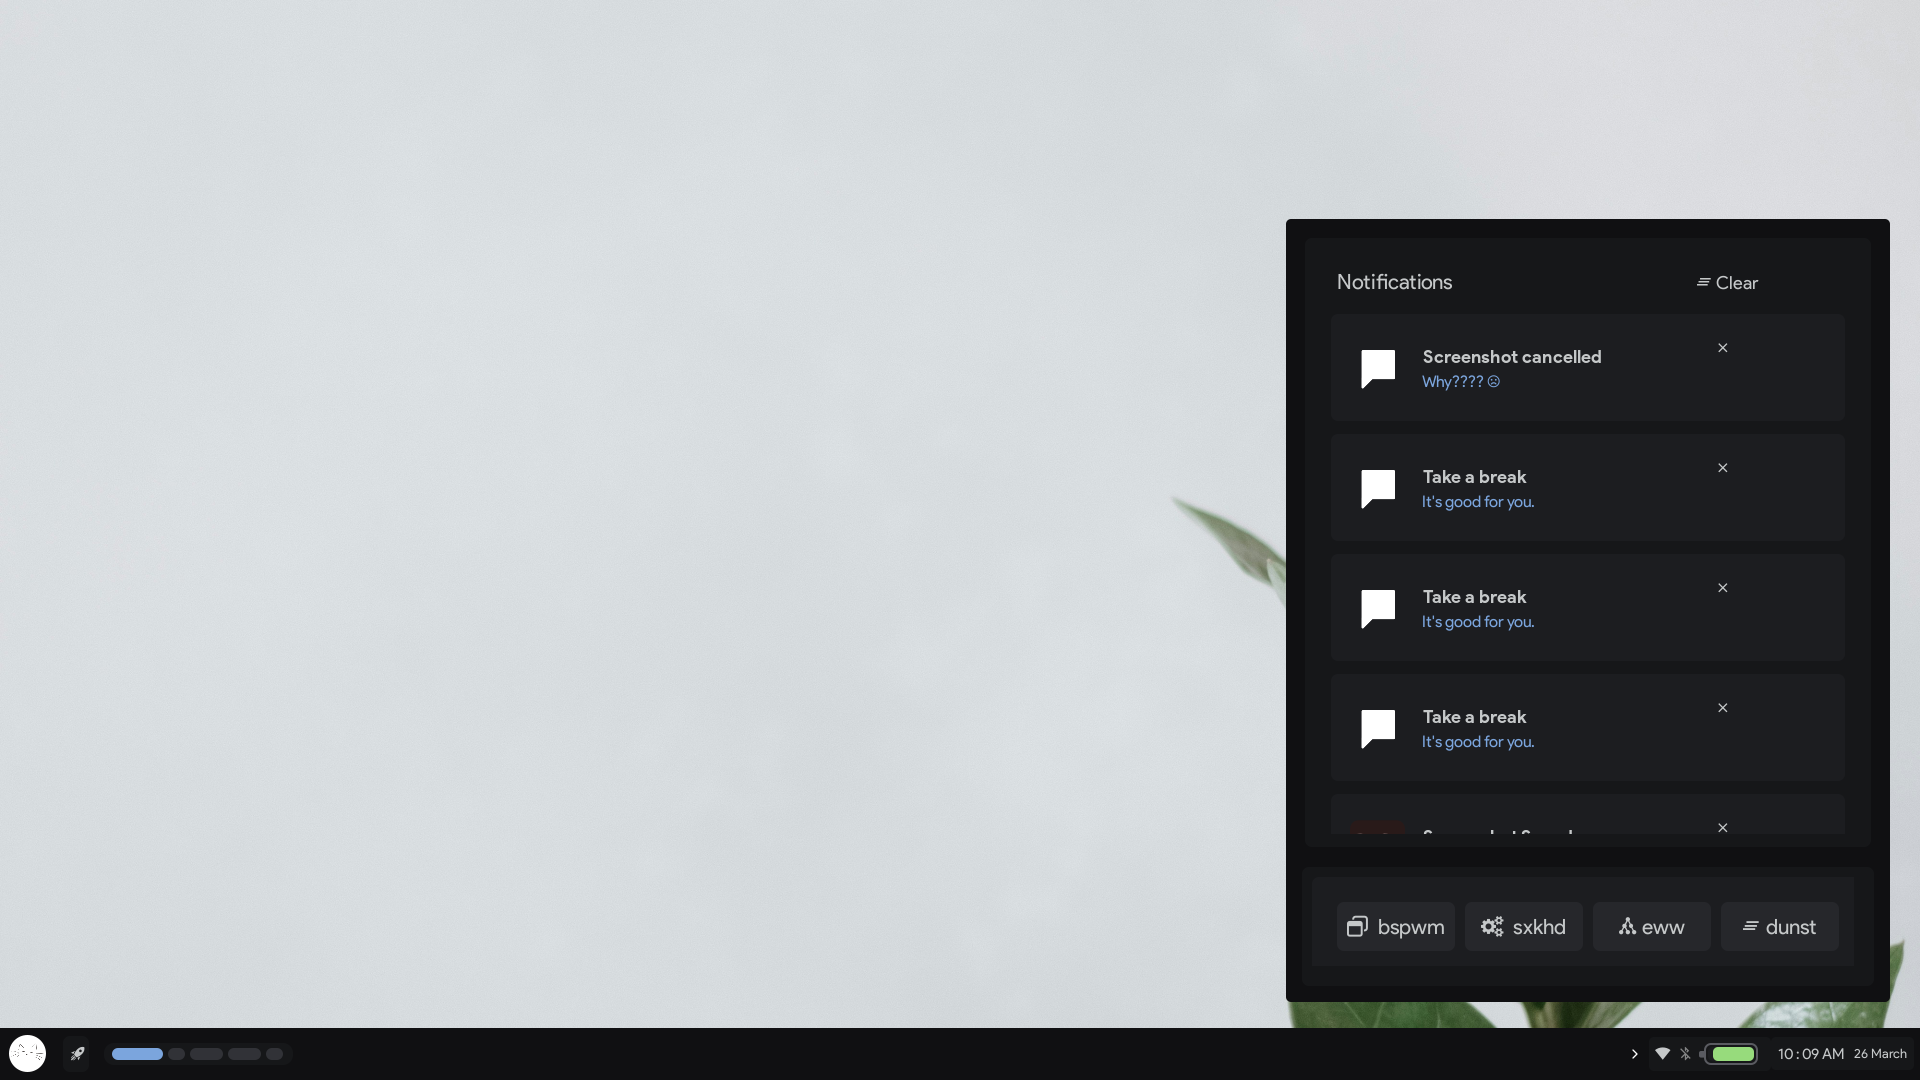 Notifications
Clear
Screenshot cancelled
Why???? ☹
Take a break
It's good for you.
Take a break
It's good for you.
Take a break
It's good for you.
bspwm
sxkhd
eww
dunst
10:09 AM
26 March